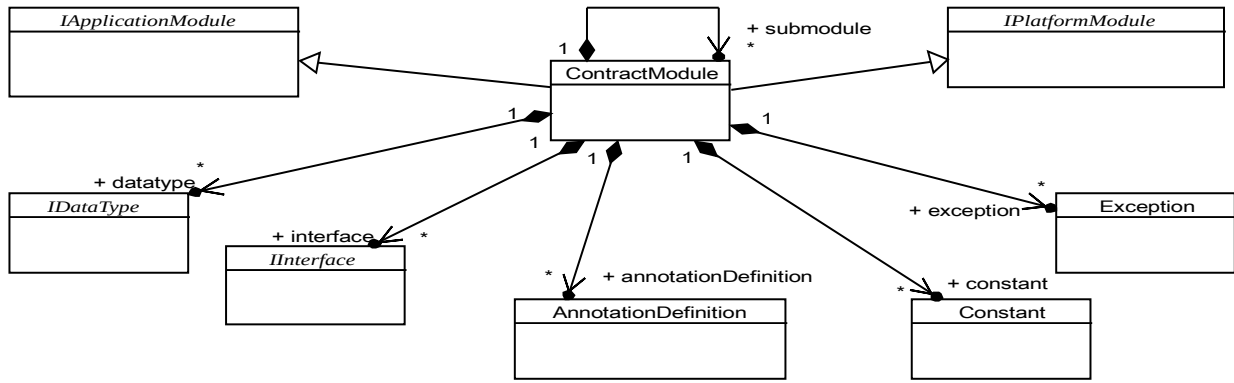 IApplicationModule
IPlatformModule
+ submodule
1
*
ContractModule
1
1
1
1
1
*
+ datatype
IDataType
*
+ interface
IInterface
*
+ annotationDefinition
AnnotationDefinition
*
+ constant
Constant
*
+ exception
Exception